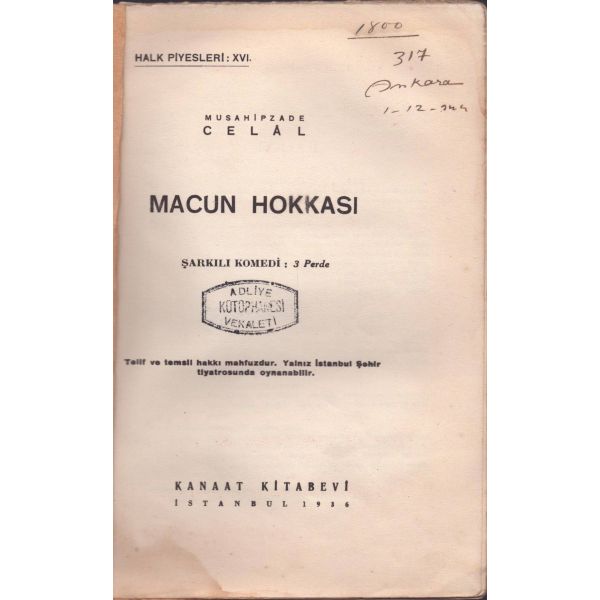 1800
317
Ankara
1-12-944
HALK PİYESLERİ: XVI.
MUSAHİPZADE
CELÂL
MACUN HOKKASI
ŞARKILI KOMEDİ : 3 Perde
ADLİYE
KÜTÜPHANESİ
VEKALETİ
Telif ve temsil hakkı mahfuzdur. Yalnız İstanbul Şehir
tiyatrosunda oynanabilir.
KANAAT KİTABEVİ
İSTANBUL 1936